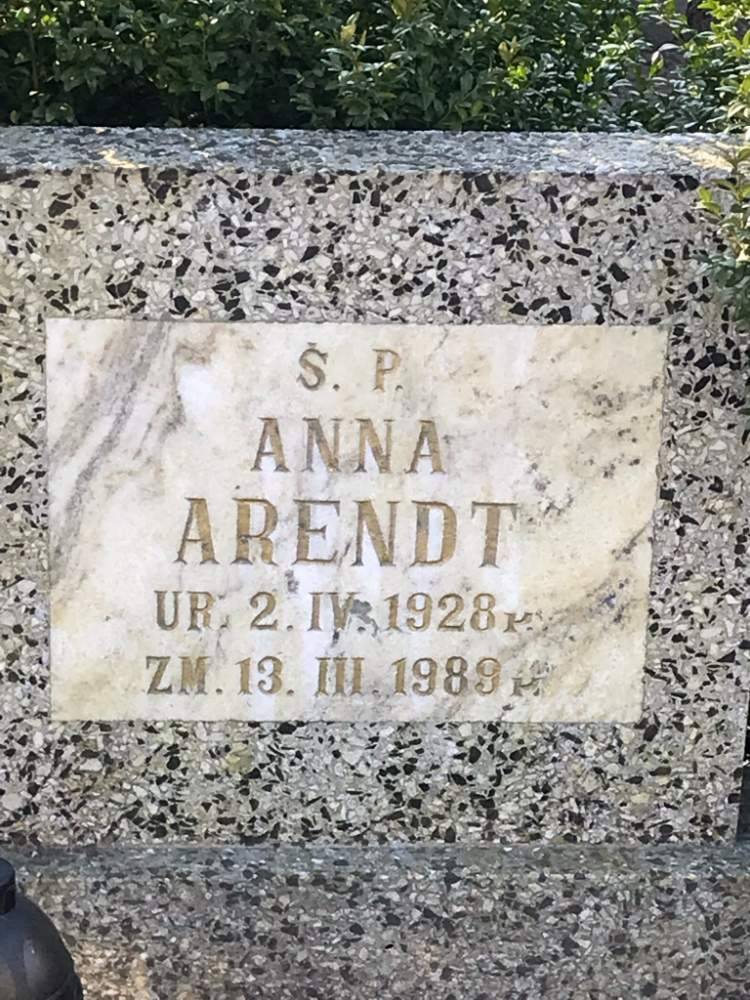 Ś. P.
ANNA
ARENDT
UR. 2. IV. 1928 R.
ZM. 13. III. 1989 R.